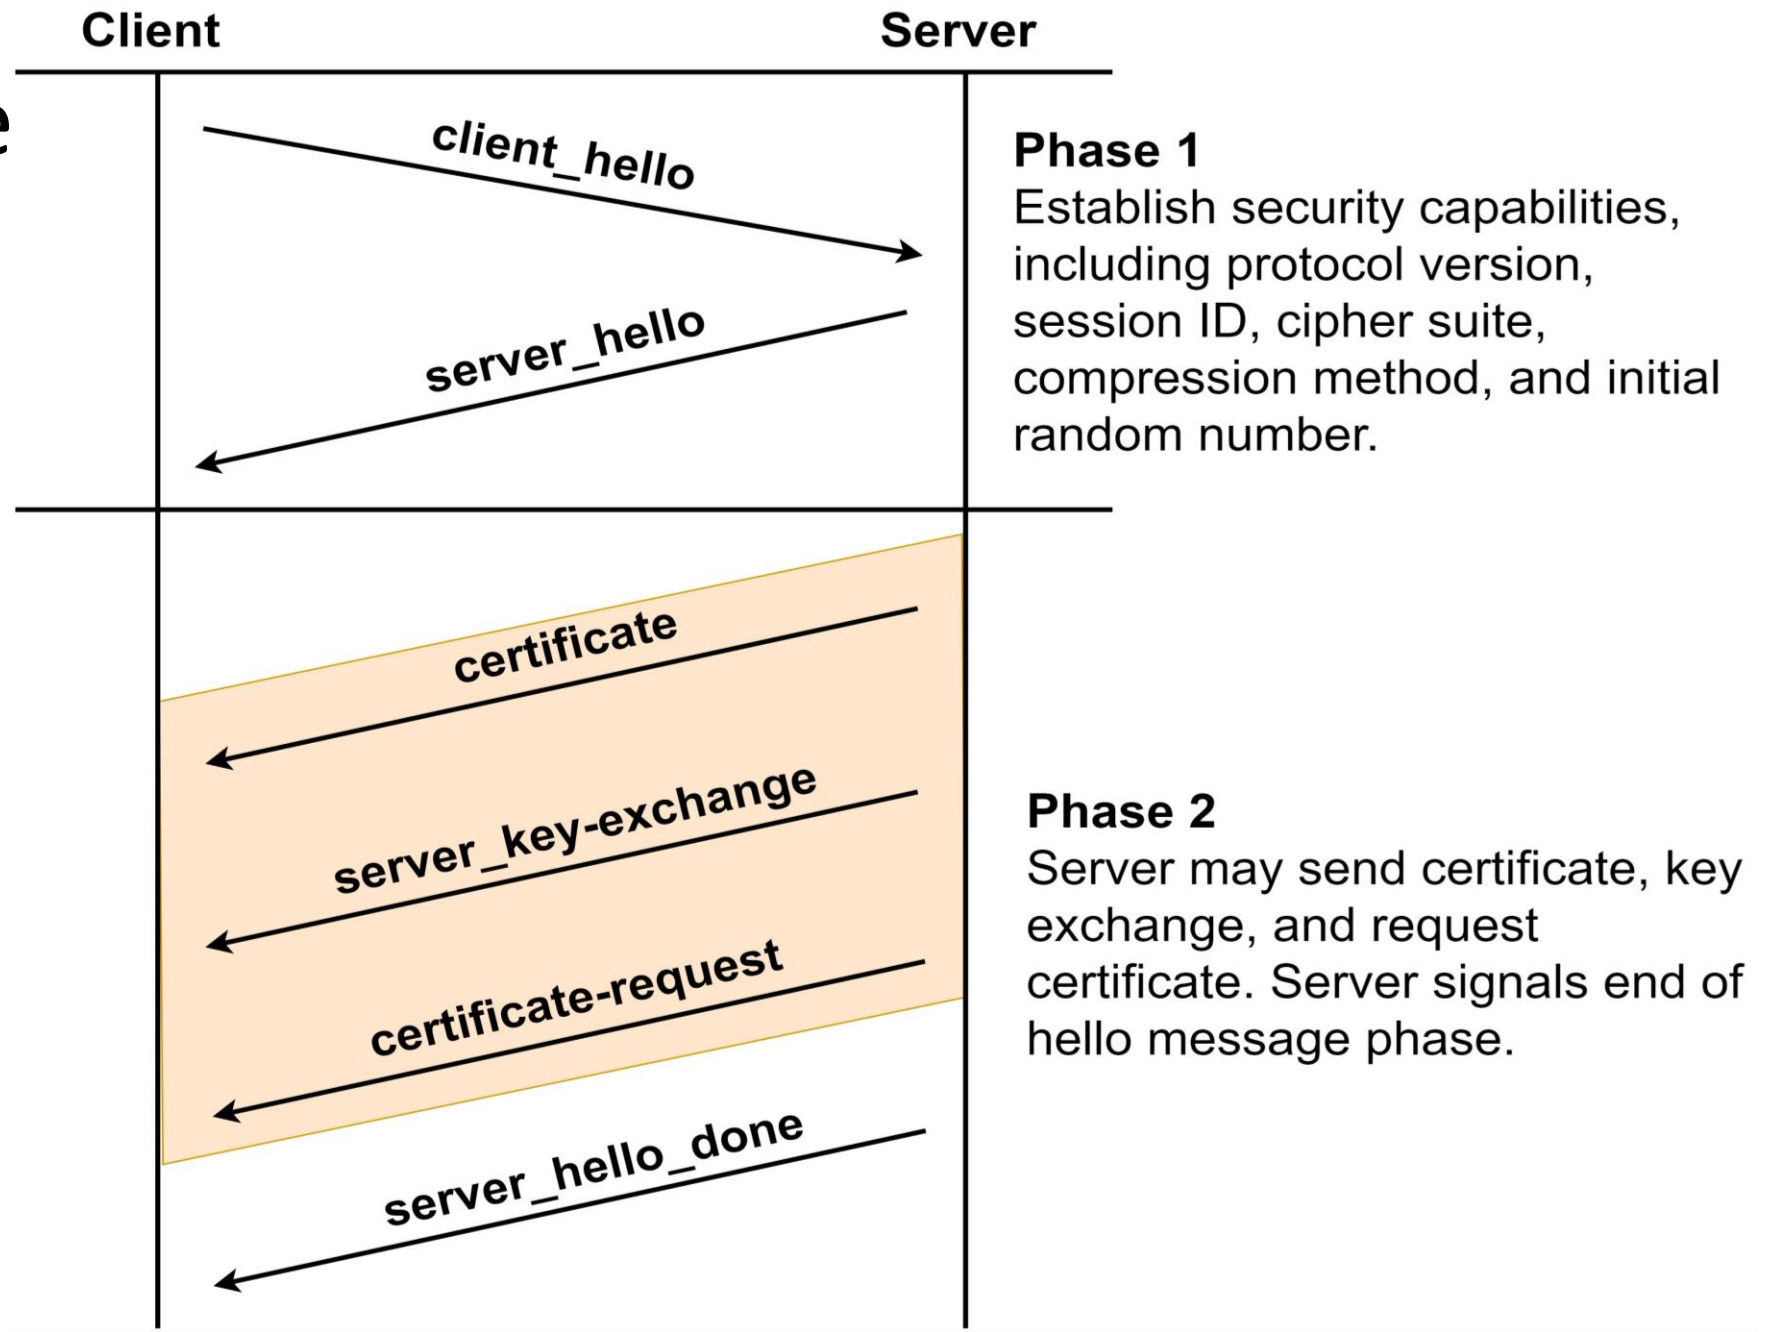 Client
Server
e
client_hello
Phase 1
Establish security capabilities,
including protocol version,
session ID, cipher suite,
compression method, and initial
random number.
server_hello
certificate
server_key-exchange
Phase 2
Server may send certificate, key
exchange, and request
certificate. Server signals end of
hello message phase.
certificate-request
server_hello_done